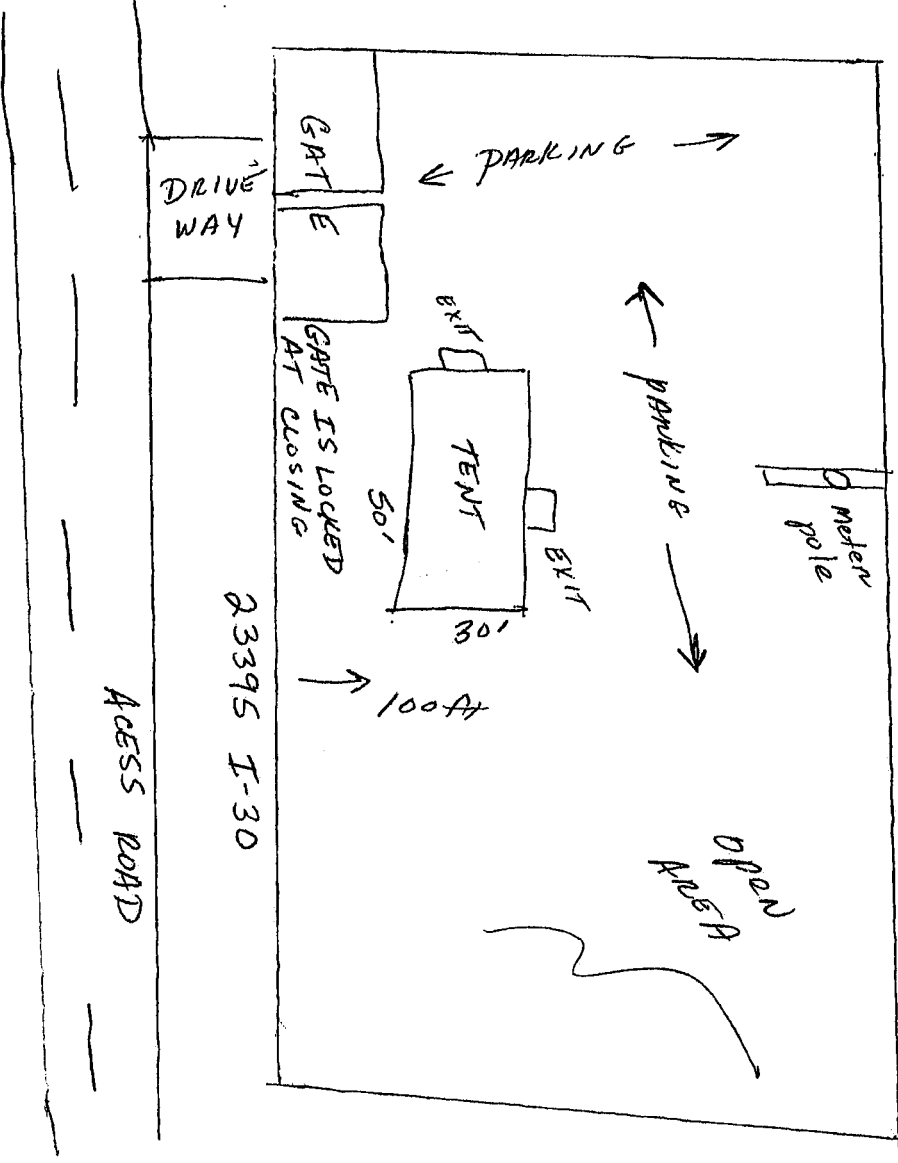 GATE
← PARKING →
DRIVE
WAY
EXIT
GATE IS LOCKED
AT CLOSING
TENT
50'
← PARKING →
EXIT
30'
Meter
pole
23395 I-30
→ 100 ft
ACESS ROAD
OPEN
AREA